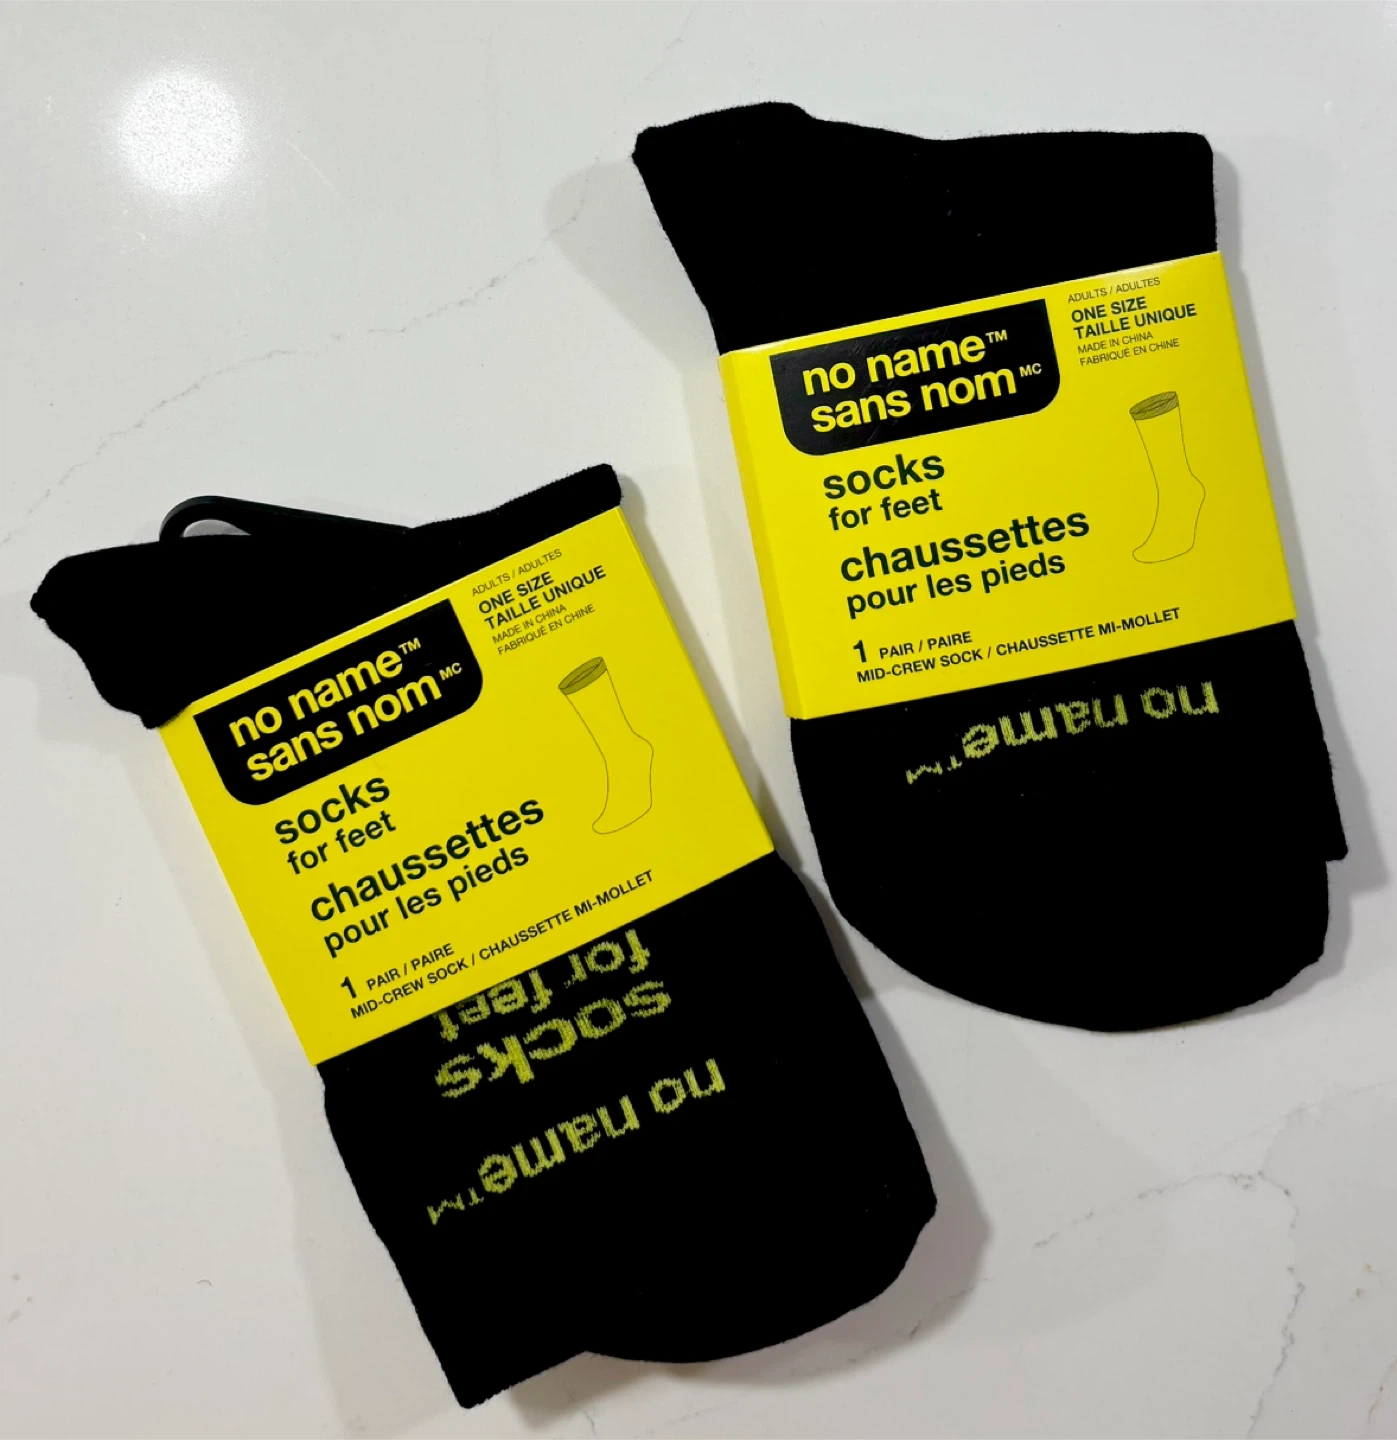 no name™
sans nom MC
socks
for feet
chaussettes
pour les pieds
1 PAIR / PAIRE
MID-CREW SOCK / CHAUSSETTE MI-MOLLET
ADULTS / ADULTES
ONE SIZE
TAILLE UNIQUE
MADE IN CHINA
FABRIQUÉ EN CHINE
no name™
socks
for feet
no name™
sans nom MC
socks
for feet
chaussettes
pour les pieds
1 PAIR / PAIRE
MID-CREW SOCK / CHAUSSETTE MI-MOLLET
ADULTS / ADULTES
ONE SIZE
TAILLE UNIQUE
MADE IN CHINA
FABRIQUÉ EN CHINE
no name™